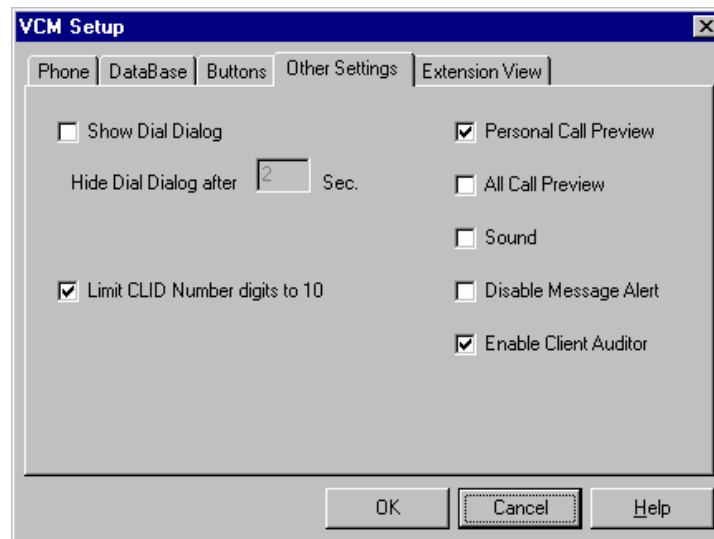 VCM Setup
Phone DataBase Buttons Other Settings Extension View
Show Dial Dialog
Hide Dial Dialog after 2 Sec.
Limit CLID Number digits to 10
Personal Call Preview
All Call Preview
Sound
Disable Message Alert
Enable Client Auditor
OK Cancel Help